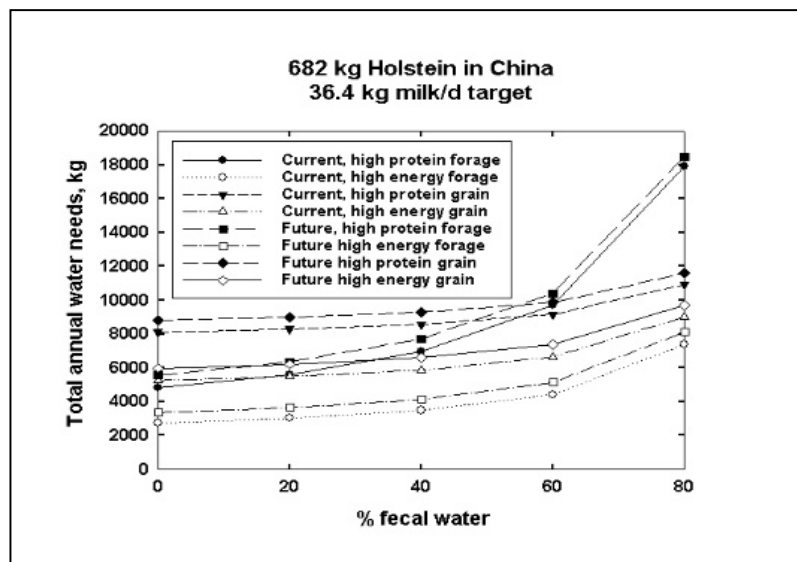 682 kg Holstein in China
36.4 kg milk/d target
Total annual water needs, kg
20000
18000
16000
14000
12000
10000
8000
6000
4000
2000
0
Current, high protein forage
Current, high energy forage
Current, high protein grain
Current, high energy grain
Future, high protein forage
Future high energy forage
Future high protein grain
Future high energy grain
0 20 40 60 80
% fecal water